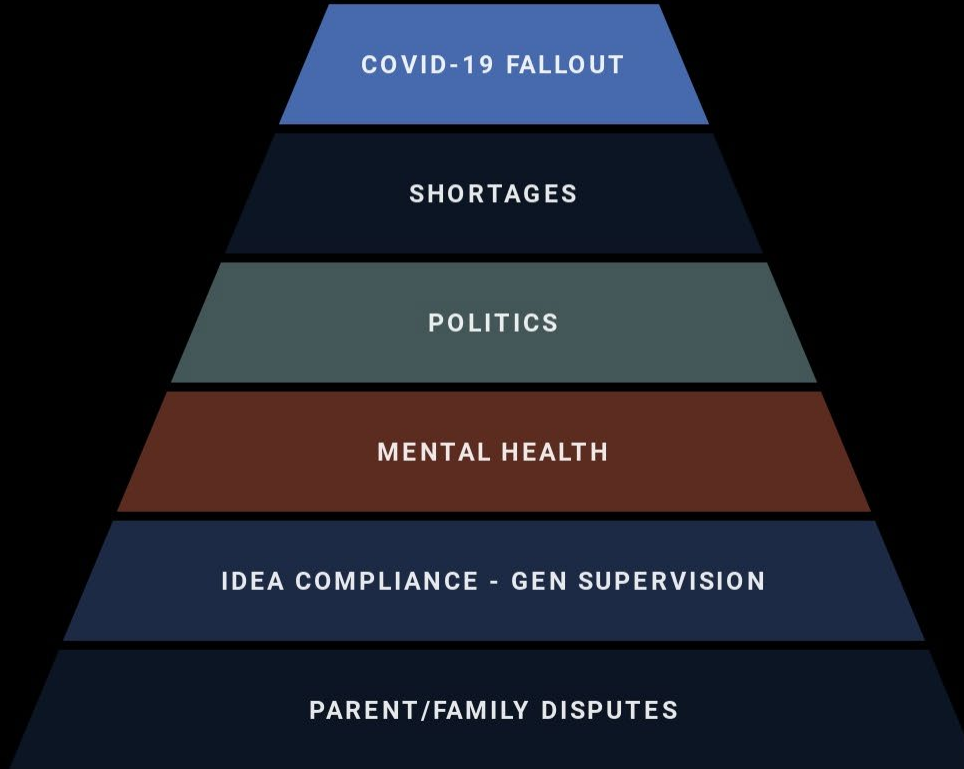 COVID-19 FALLOUT
SHORTAGES
POLITICS
MENTAL HEALTH
IDEA COMPLIANCE - GEN SUPERVISION
PARENT/FAMILY DISPUTES